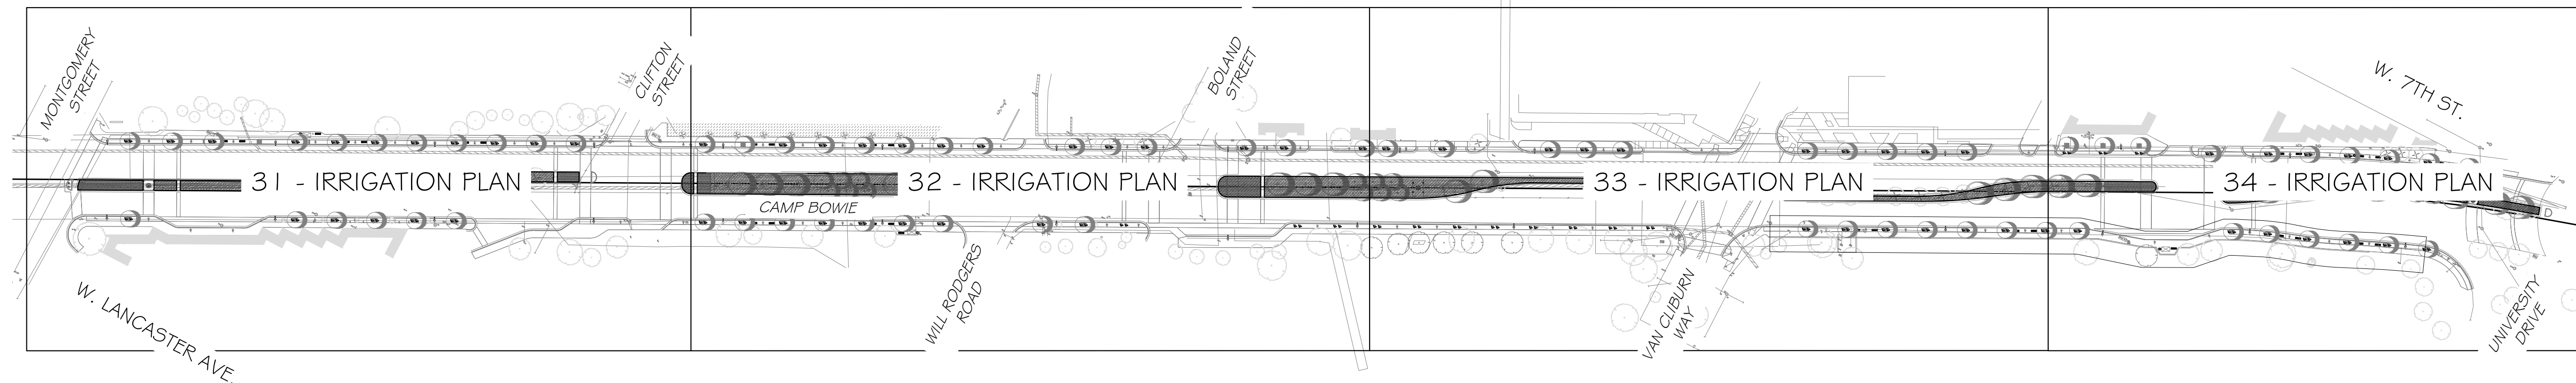 MONTGOMERY
STREET
CLIFTON
STREET
BOLAND
STREET
W. 7TH ST.
31 - IRRIGATION PLAN
32 - IRRIGATION PLAN
33 - IRRIGATION PLAN
34 - IRRIGATION PLAN
CAMP BOWIE
D
W. LANCASTER AVE.
WILL RODGERS
ROAD
VAN CLIBURN
WAY
UNIVERSITY
DRIVE